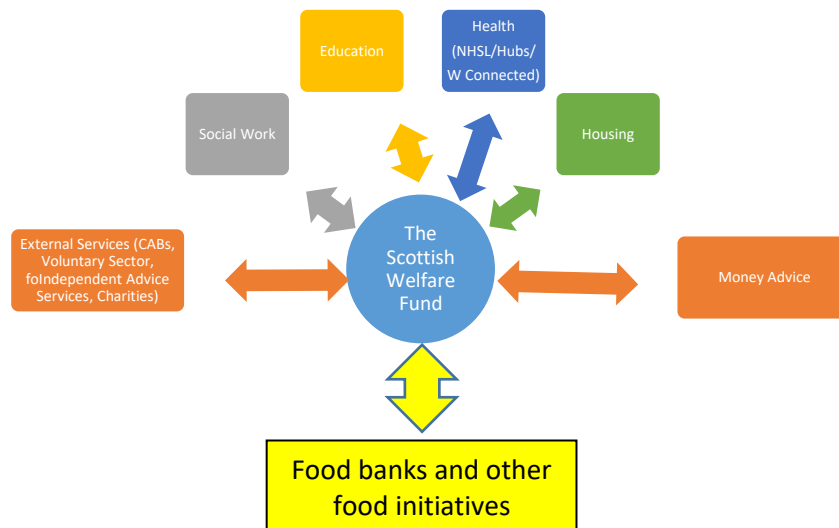 Education
Health
(NHSL/Hubs/
W Connected)
Social Work
Housing
External Services (CABs,
Voluntary Sector,
foIndependent Advice
Services, Charities)
The
Scottish
Welfare
Fund
Money Advice
Food banks and other
food initiatives